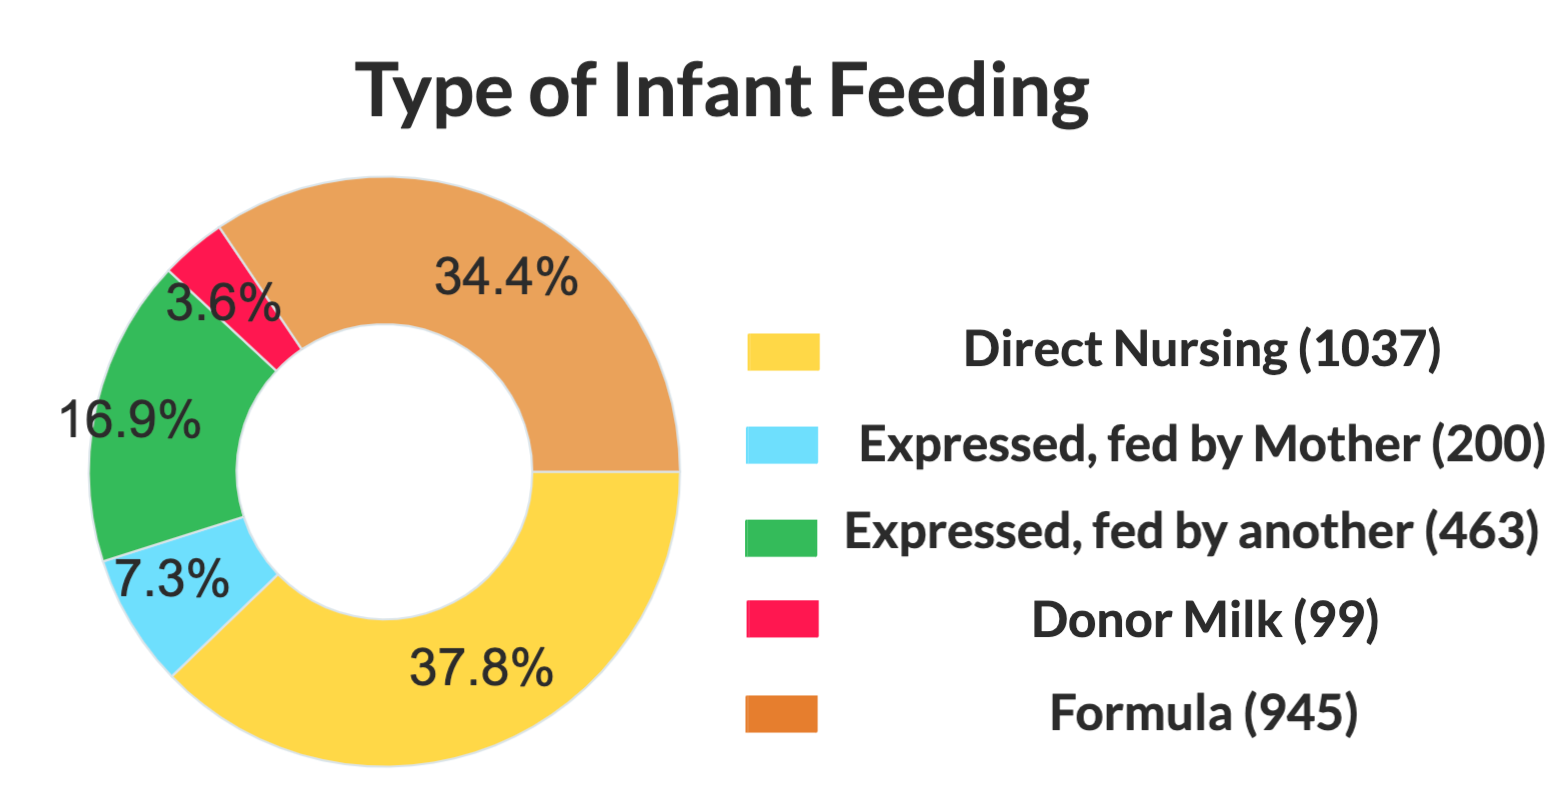 Type of Infant Feeding
34.4%
3.6%
16.9%
7.3%
37.8%
Direct Nursing (1037)
Expressed, fed by Mother (200)
Expressed, fed by another (463)
Donor Milk (99)
Formula (945)